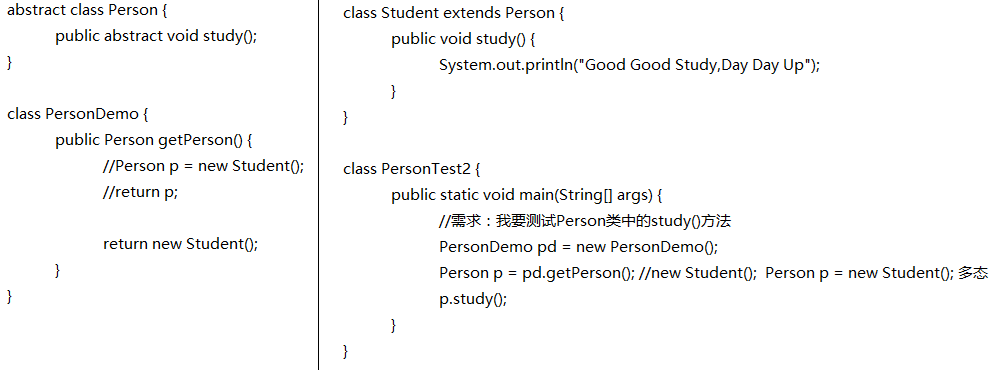 abstract class Person {
public abstract void study();
}
class PersonDemo {
public Person getPerson() {
//Person p = new Student();
//return p;
return new Student();
}
}
class Student extends Person {
public void study() {
System.out.println("Good Good Study,Day Day Up");
}
}
class PersonTest2 {
public static void main(String[] args) {
//需求：我要测试Person类中的study()方法
PersonDemo pd = new PersonDemo();
Person p = pd.getPerson(); //new Student();  Person p = new Student(); 多态
p.study();
}
}